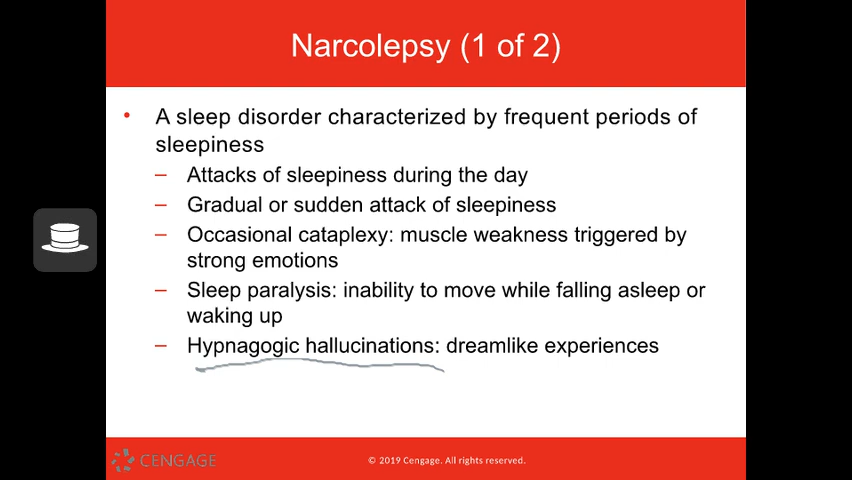 Narcolepsy (1 of 2)
• A sleep disorder characterized by frequent periods of
sleepiness
– Attacks of sleepiness during the day
– Gradual or sudden attack of sleepiness
– Occasional cataplexy: muscle weakness triggered by
strong emotions
– Sleep paralysis: inability to move while falling asleep or
waking up
– Hypnagogic hallucinations: dreamlike experiences
CENGAGE
© 2019 Cengage. All rights reserved.